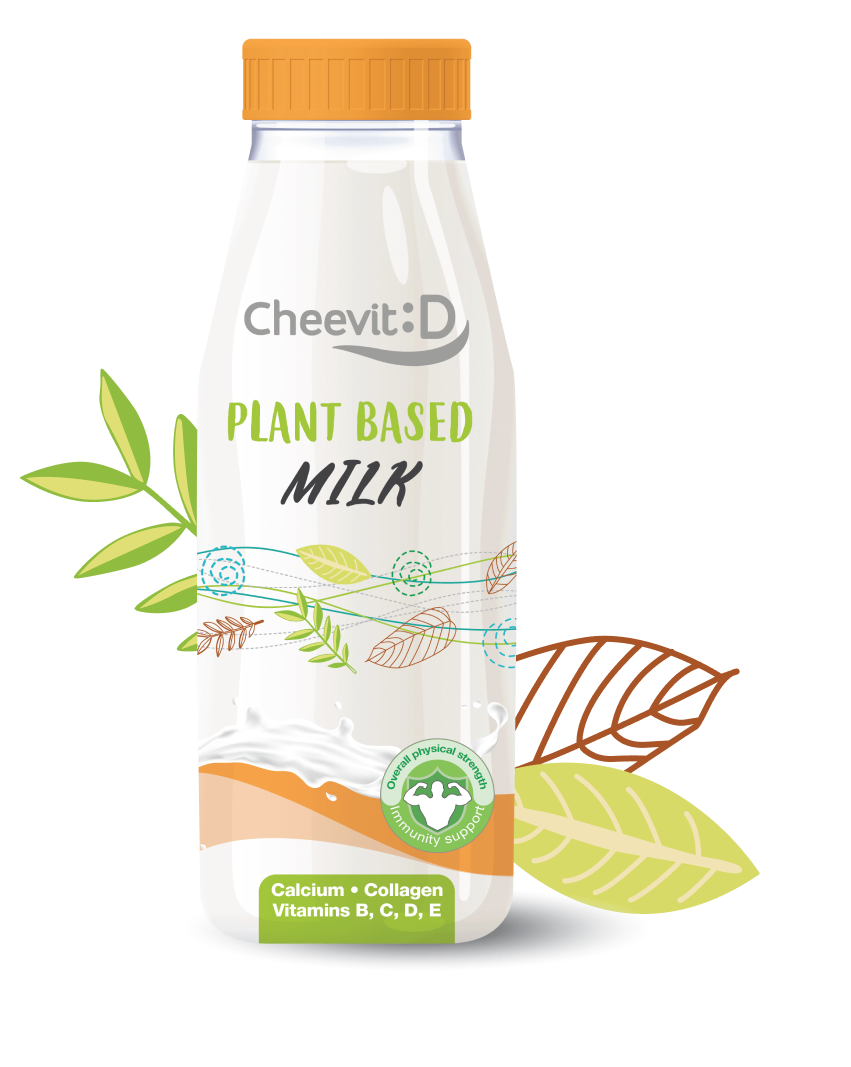 Cheevit:D
PLANT BASED
MILK
Overall physical strength
Immunity support
Calcium • Collagen
Vitamins B, C, D, E